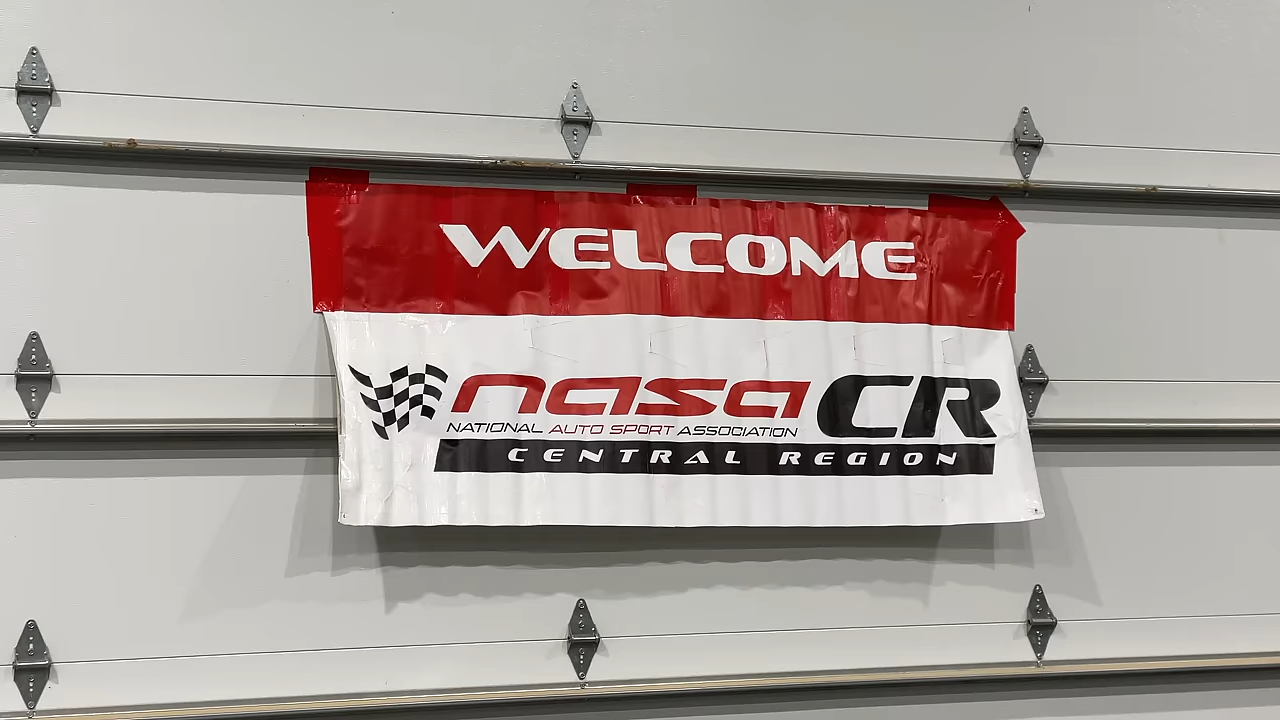 WELCOME
nasa CR
NATIONAL AUTO SPORT ASSOCIATION
CENTRAL REGION